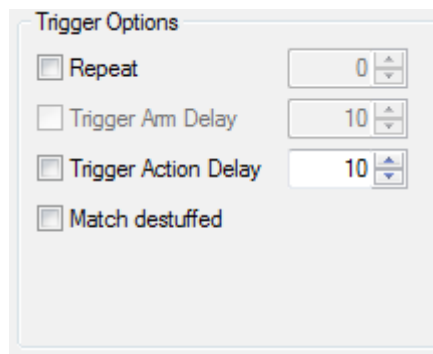 Trigger Options
Repeat 0
Trigger Arm Delay 10
Trigger Action Delay 10
Match destuffed